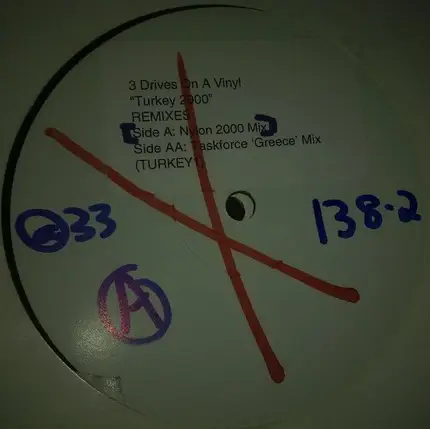 3 Drives On A Vinyl
"Turkey 2000"
REMIXES
[Side A: Nylon 2000 Mix]
Side AA: Taskforce 'Greece' Mix
(TURKEY1)
33
138-2
A